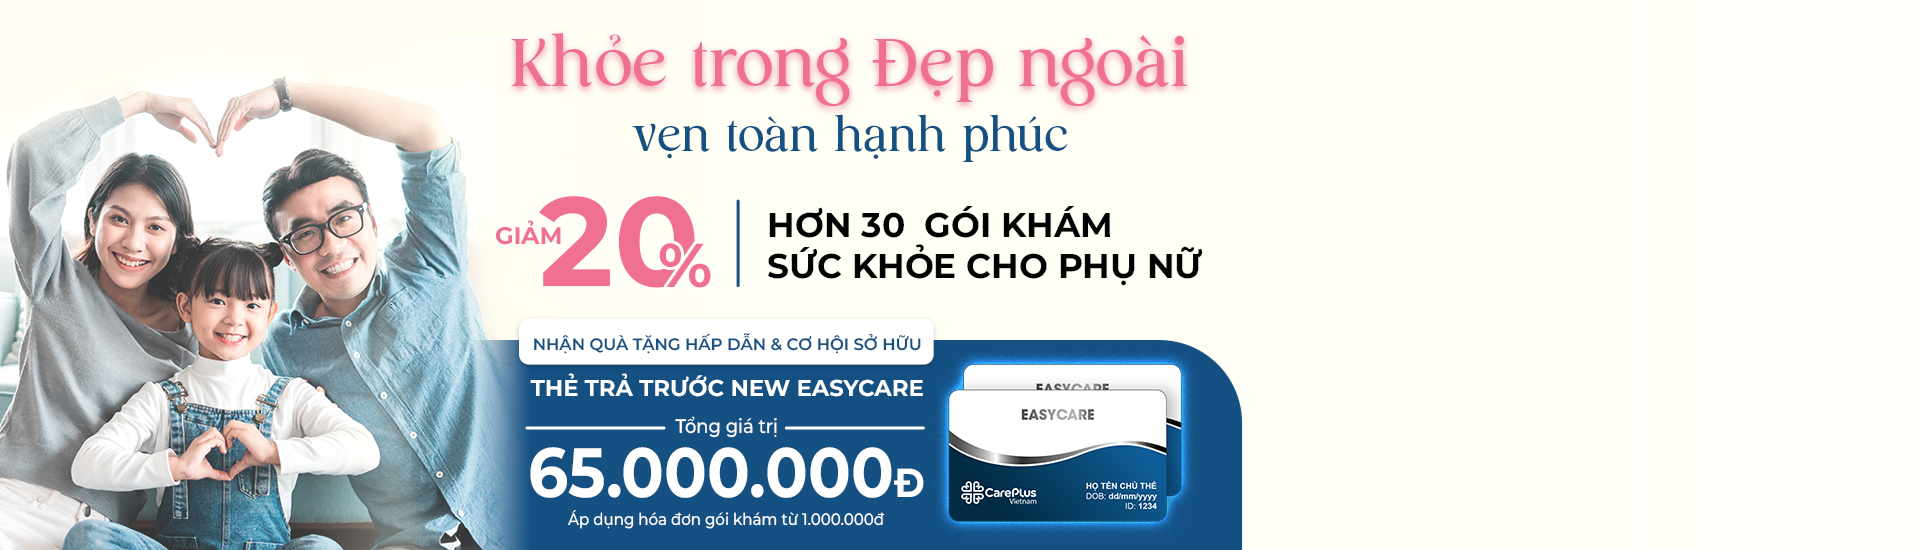 Khỏe trong Đẹp ngoài
vẹn toàn hạnh phúc
GIẢM 20%
HƠN 30 GÓI KHÁM
SỨC KHỎE CHO PHỤ NỮ
NHẬN QUÀ TẶNG HẤP DẪN & CƠ HỘI SỞ HỮU
THẺ TRẢ TRƯỚC NEW EASYCARE
Tổng giá trị
65.000.000Đ
Áp dụng hóa đơn gói khám từ 1.000.000đ
EASYCARE
EASYCARE
CarePlus
Vietnam
HỌ TÊN CHỦ THẺ
DOB: dd/mm/yyyy
ID: 1234